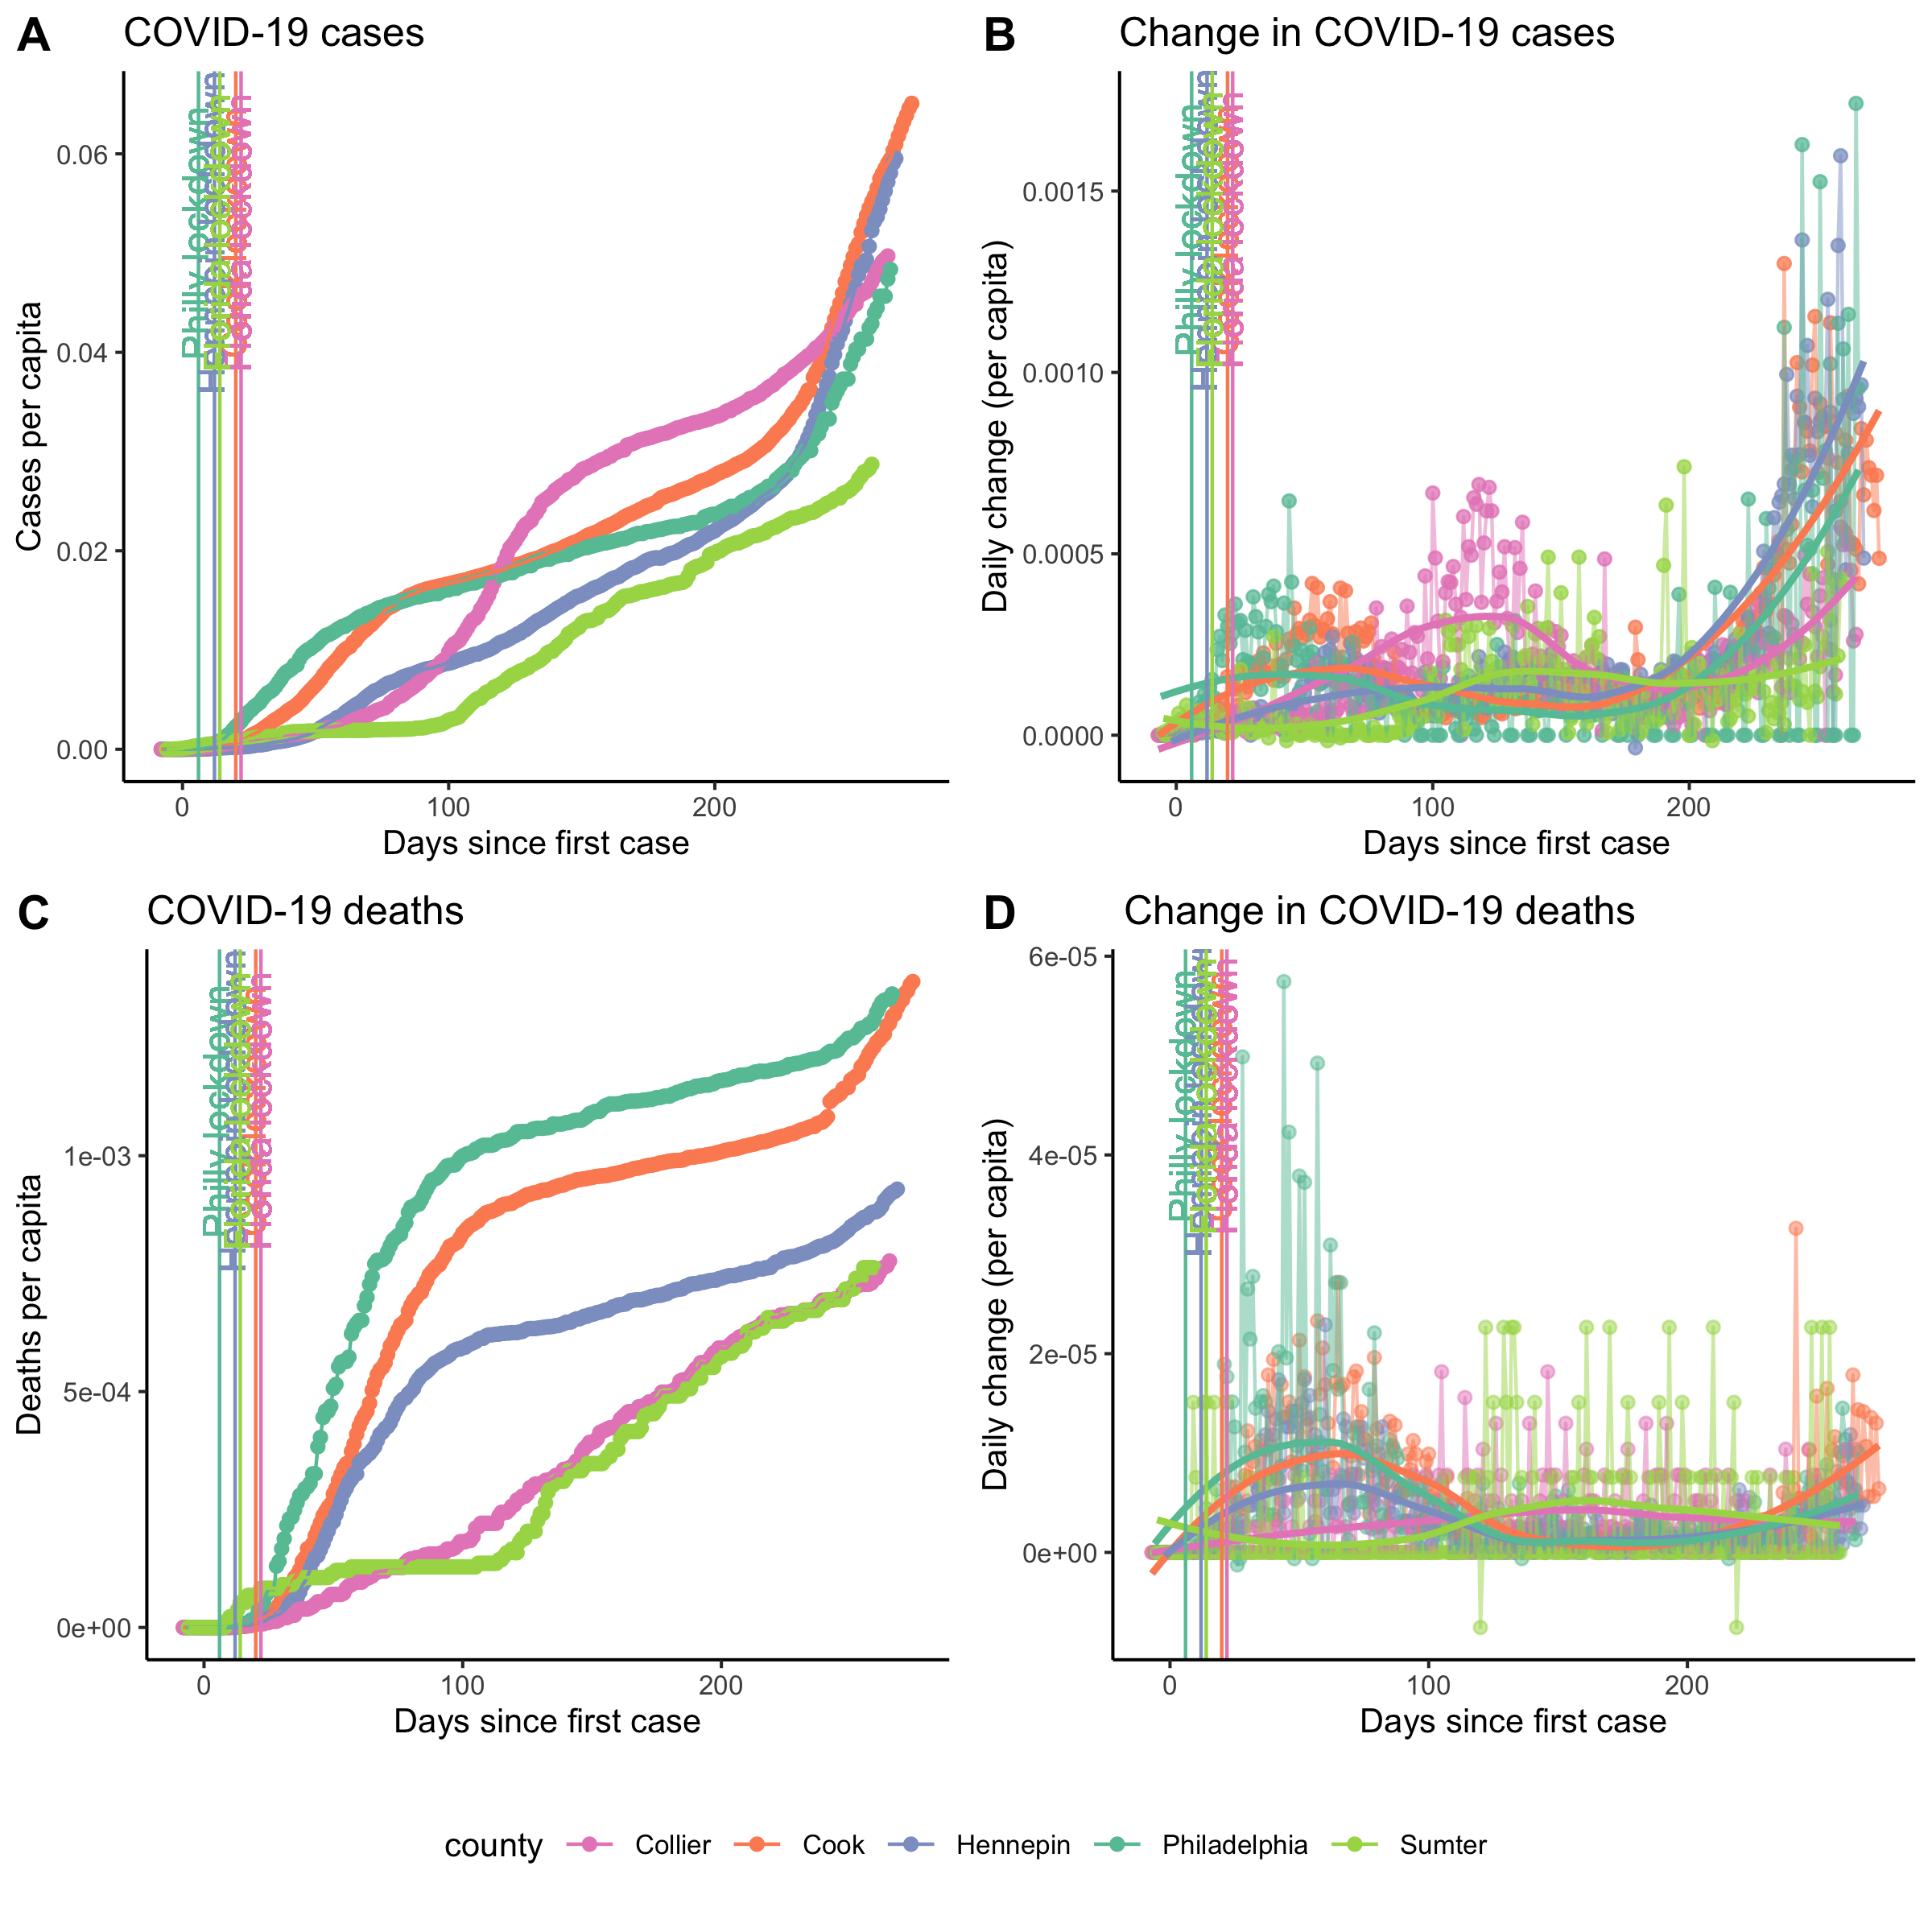 A COVID-19 cases
0.06
0.04
0.02
0.00
Cases per capita
Philly lockdown
0 100 200
Days since first case
B Change in COVID-19 cases
0.0015
0.0010
0.0005
0.0000
Daily change (per capita)
Philly lockdown
0 100 200
Days since first case
C COVID-19 deaths
1e-03
5e-04
0e+00
Deaths per capita
Philly lockdown
0 100 200
Days since first case
D Change in COVID-19 deaths
6e-05
4e-05
2e-05
0e+00
Daily change (per capita)
Philly lockdown
0 100 200
Days since first case
county Collier Cook Hennepin Philadelphia Sumter